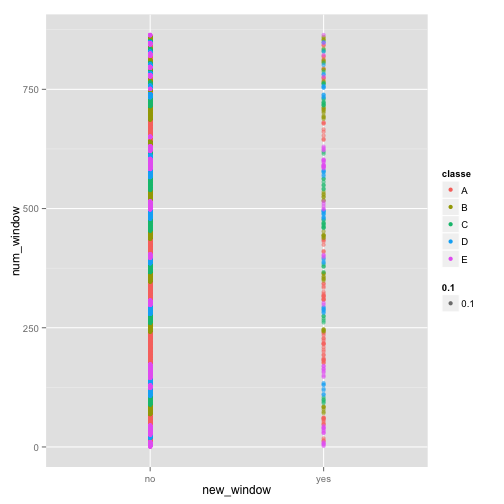 750
500
250
0
num_window
no
yes
new_window
classe
A
B
C
D
E
0.1
0.1